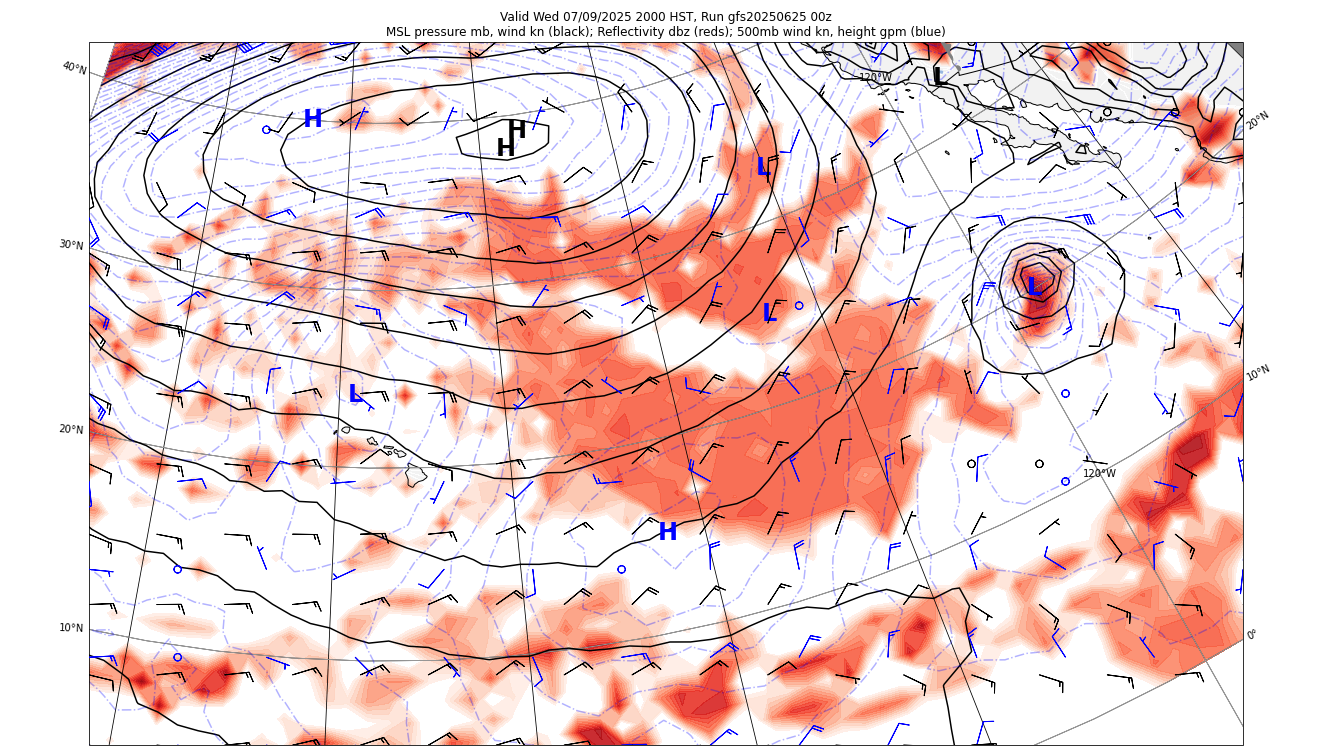 Valid Wed 07/09/2025 2000 HST, Run gfs20250625 00z
MSL pressure mb, wind kn (black); Reflectivity dbz (reds); 500mb wind kn, height gpm (blue)
40°N
120°W
L
20°N
H
H
H
L
30°N
L
L
10°N
L
20°N
120°W
H
10°N
0°